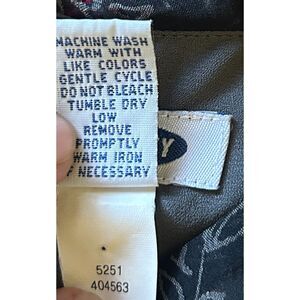 MACHINE WASH
WARM WITH
LIKE COLORS
GENTLE CYCLE
DO NOT BLEACH
TUMBLE DRY
LOW
REMOVE
PROMPTLY
WARM IRON
F NECESSARY
Y
5251
404563